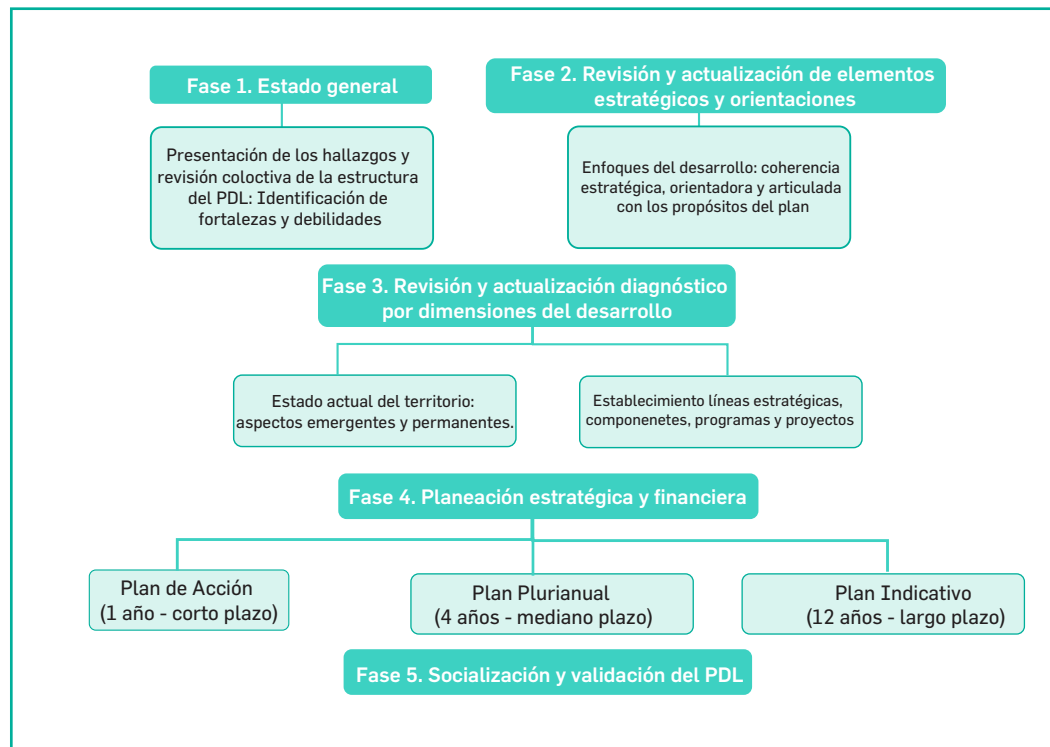 Fase 1. Estado general
Presentación de los hallazgos y
revisión coloctiva de la estructura
del PDL: Identificación de
fortalezas y debilidades
Fase 2. Revisión y actualización de elementos
estratégicos y orientaciones
Enfoques del desarrollo: coherencia
estratégica, orientadora y articulada
con los propósitos del plan
Fase 3. Revisión y actualización diagnóstico
por dimensiones del desarrollo
Estado actual del territorio:
aspectos emergentes y permanentes.
Establecimiento líneas estratégicas,
componenetes, programas y proyectos
Fase 4. Planeación estratégica y financiera
Plan de Acción
(1 año - corto plazo)
Plan Plurianual
(4 años - mediano plazo)
Plan Indicativo
(12 años - largo plazo)
Fase 5. Socialización y validación del PDL